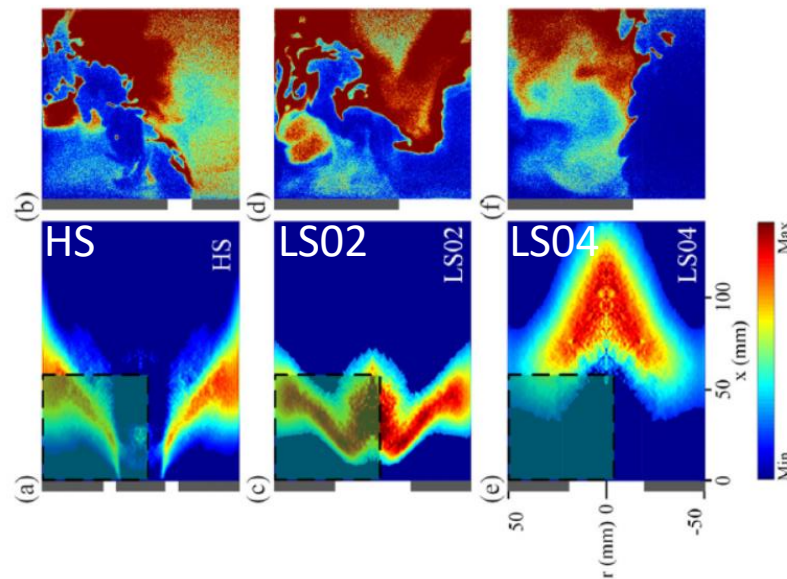 (b)
(d)
(f)
(a)
HS
HS
(c)
LS02
LS02
(e)
LS04
LS04
50
r (mm)
0
-50
0
50
100
x (mm)
Min
Max